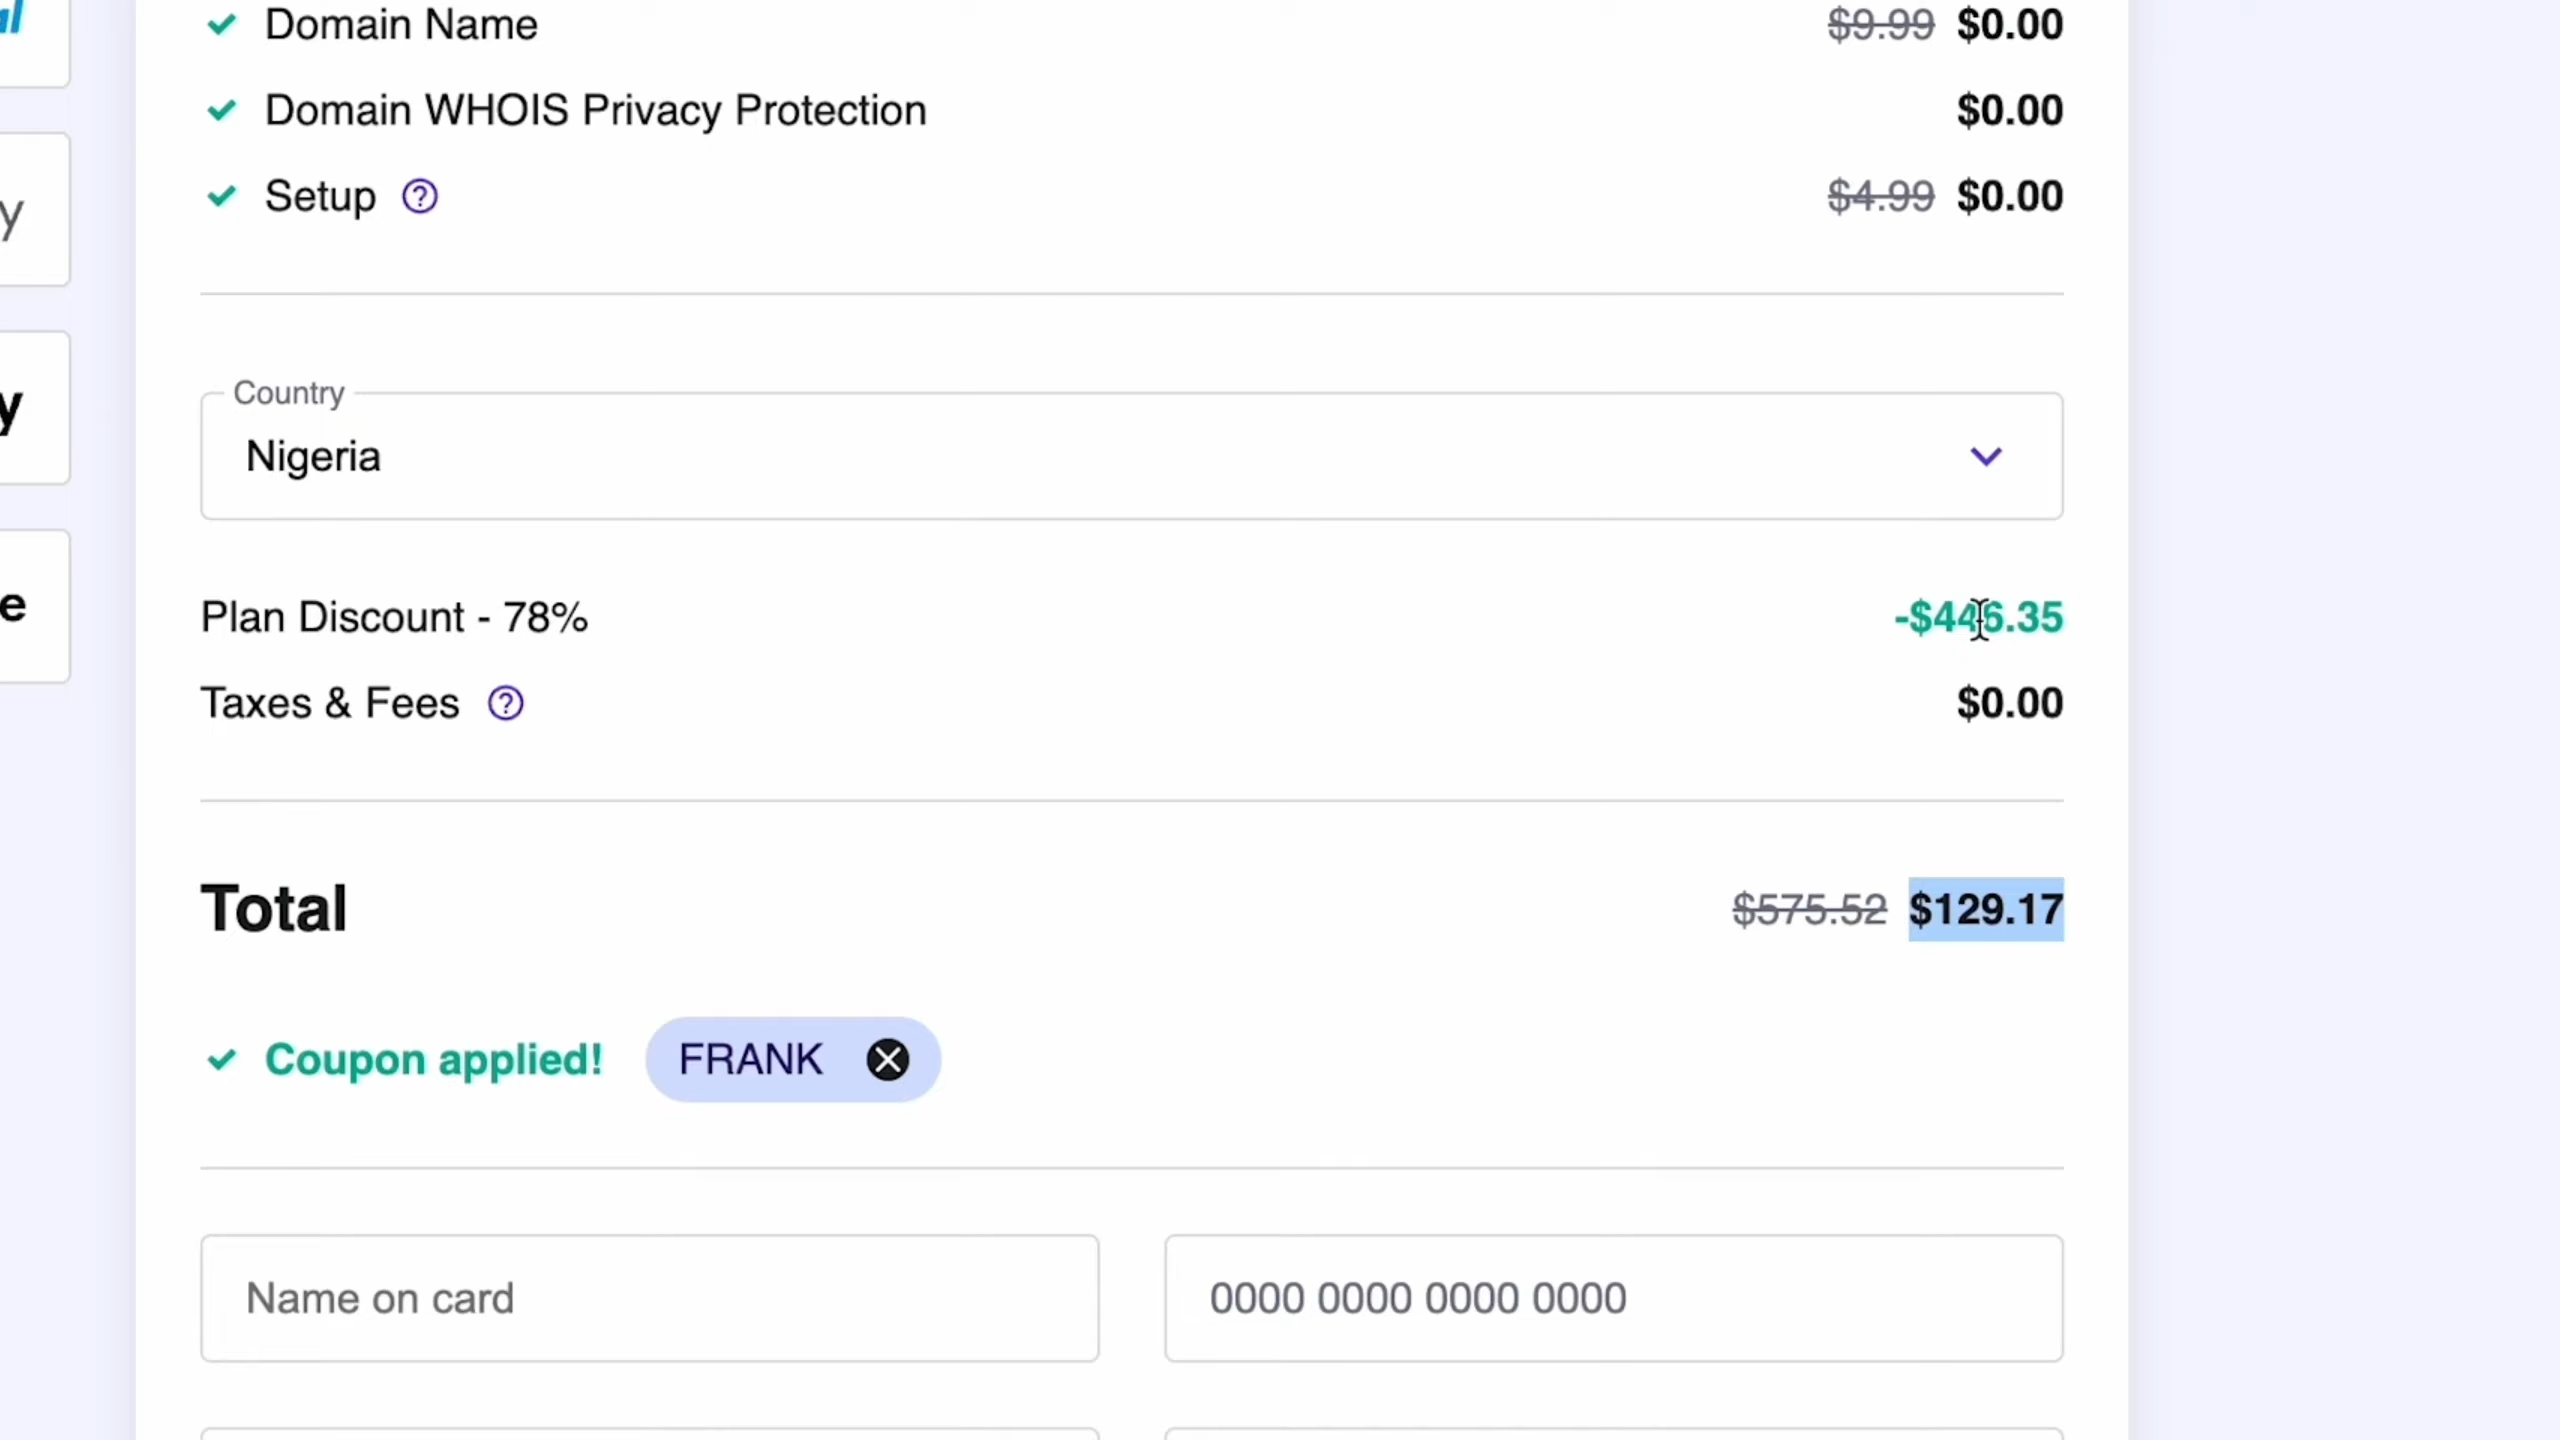 Domain Name $9.99 $0.00
Domain WHOIS Privacy Protection $0.00
Setup ? $4.99 $0.00
y
Country
Nigeria
y
Plan Discount - 78% -$446.35
e
Taxes & Fees ? $0.00
Total $575.52 $129.17
Coupon applied! FRANK
Name on card 0000 0000 0000 0000